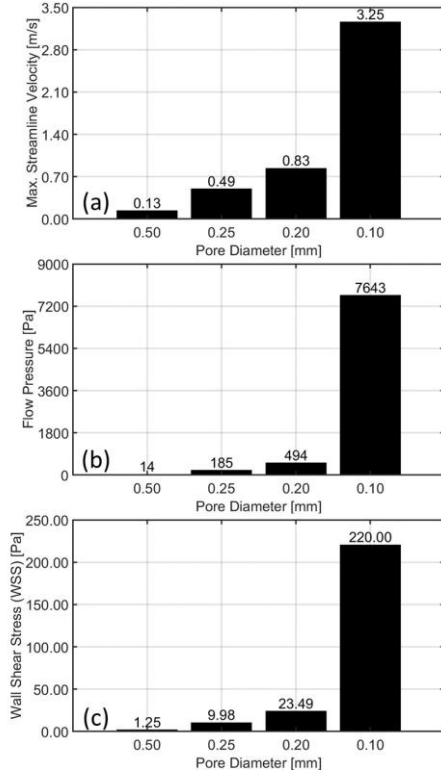 3.50
2.80
2.10
1.40
0.70
0.00
Max. Streamline Velocity [m/s]
(a)
0.13
0.49
0.83
3.25
0.50 0.25 0.20 0.10
Pore Diameter [mm]
9000
7200
5400
3600
1800
0
Flow Pressure [Pa]
(b)
14
185
494
7643
0.50 0.25 0.20 0.10
Pore Diameter [mm]
250.00
200.00
150.00
100.00
50.00
0.00
Wall Shear Stress (WSS) [Pa]
(c)
1.25
9.98
23.49
220.00
0.50 0.25 0.20 0.10
Pore Diameter [mm]